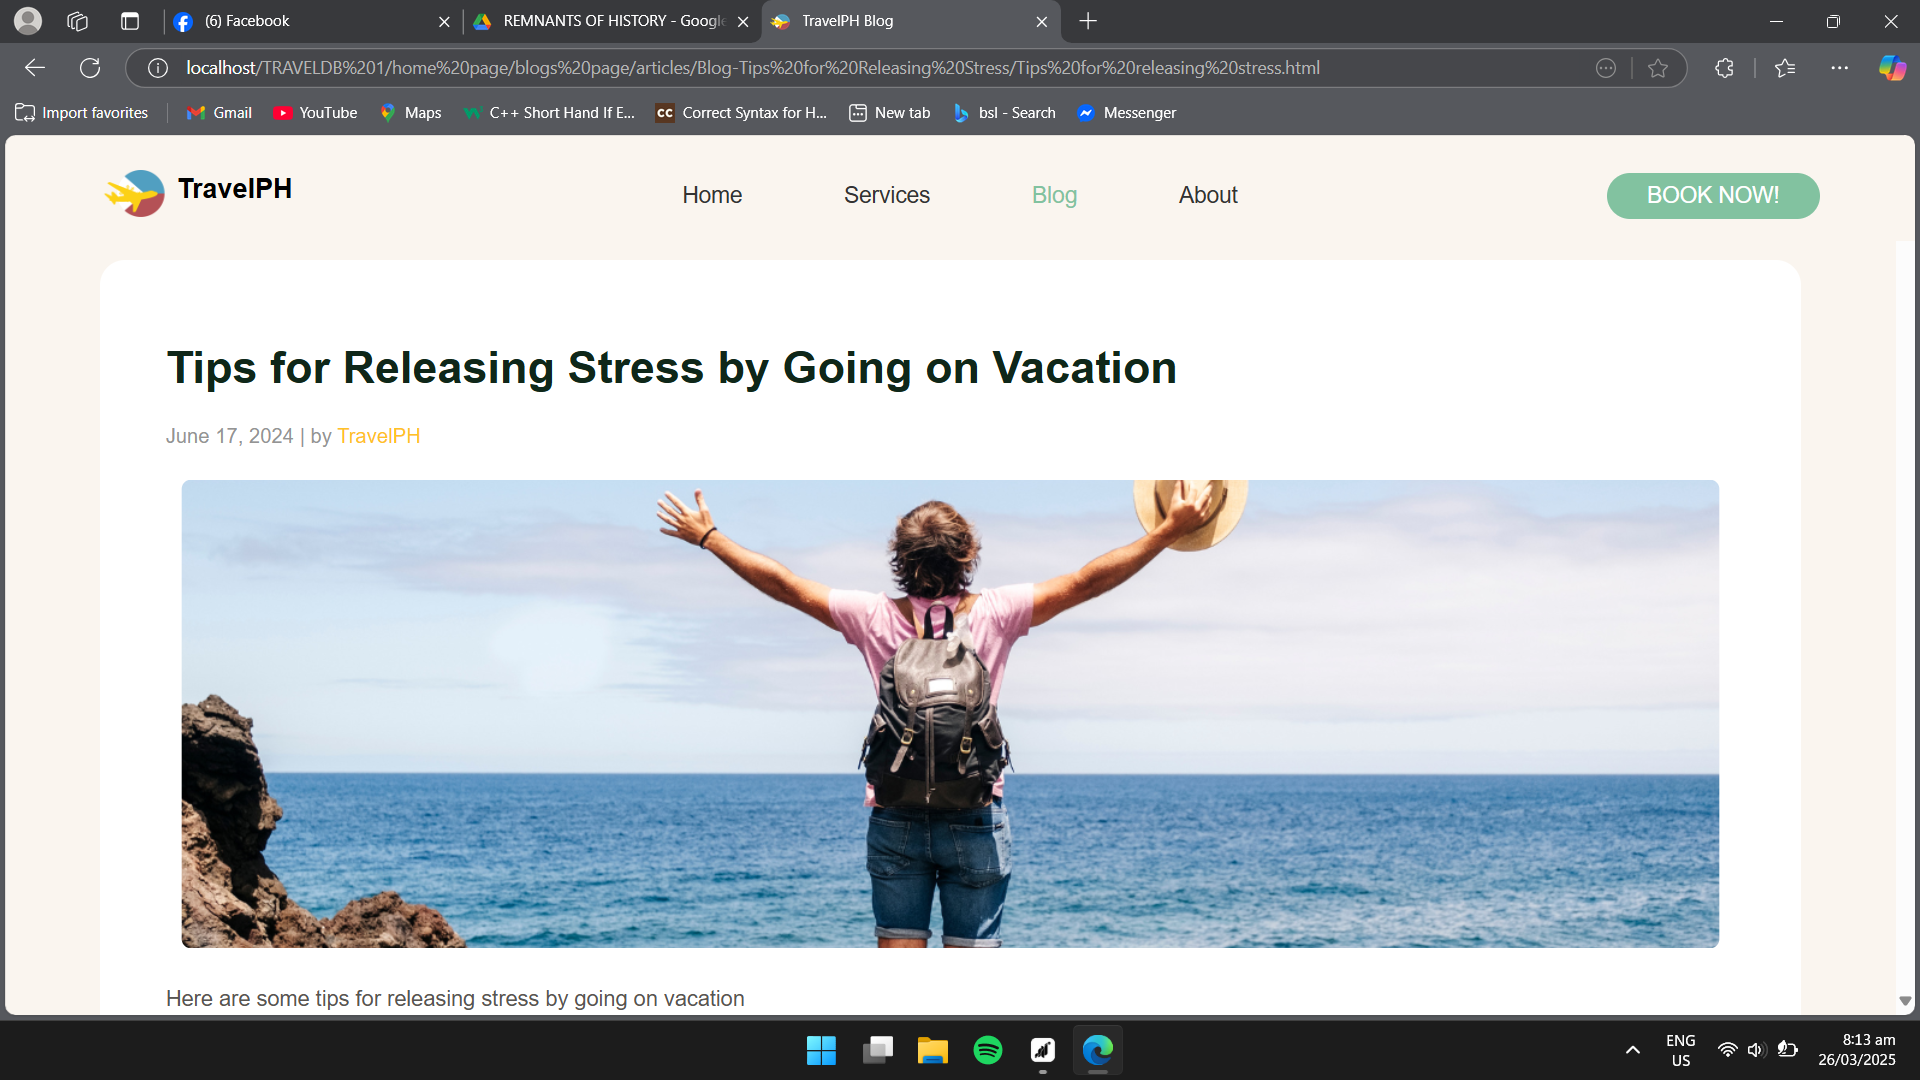 (6) Facebook
REMNANTS OF HISTORY - Google
TravelPH Blog
localhost/TRAVELDB%201/home%20page/blogs%20page/articles/Blog-Tips%20for%20Releasing%20Stress/Tips%20for%20releasing%20stress.html
Import favorites
Gmail
YouTube
Maps
C++ Short Hand If E...
CC Correct Syntax for H...
New tab
bsl - Search
Messenger
TravelPH
Home
Services
Blog
About
BOOK NOW!
Tips for Releasing Stress by Going on Vacation
June 17, 2024 | by TravelPH
Here are some tips for releasing stress by going on vacation
ENG
US
8:13 am
26/03/2025